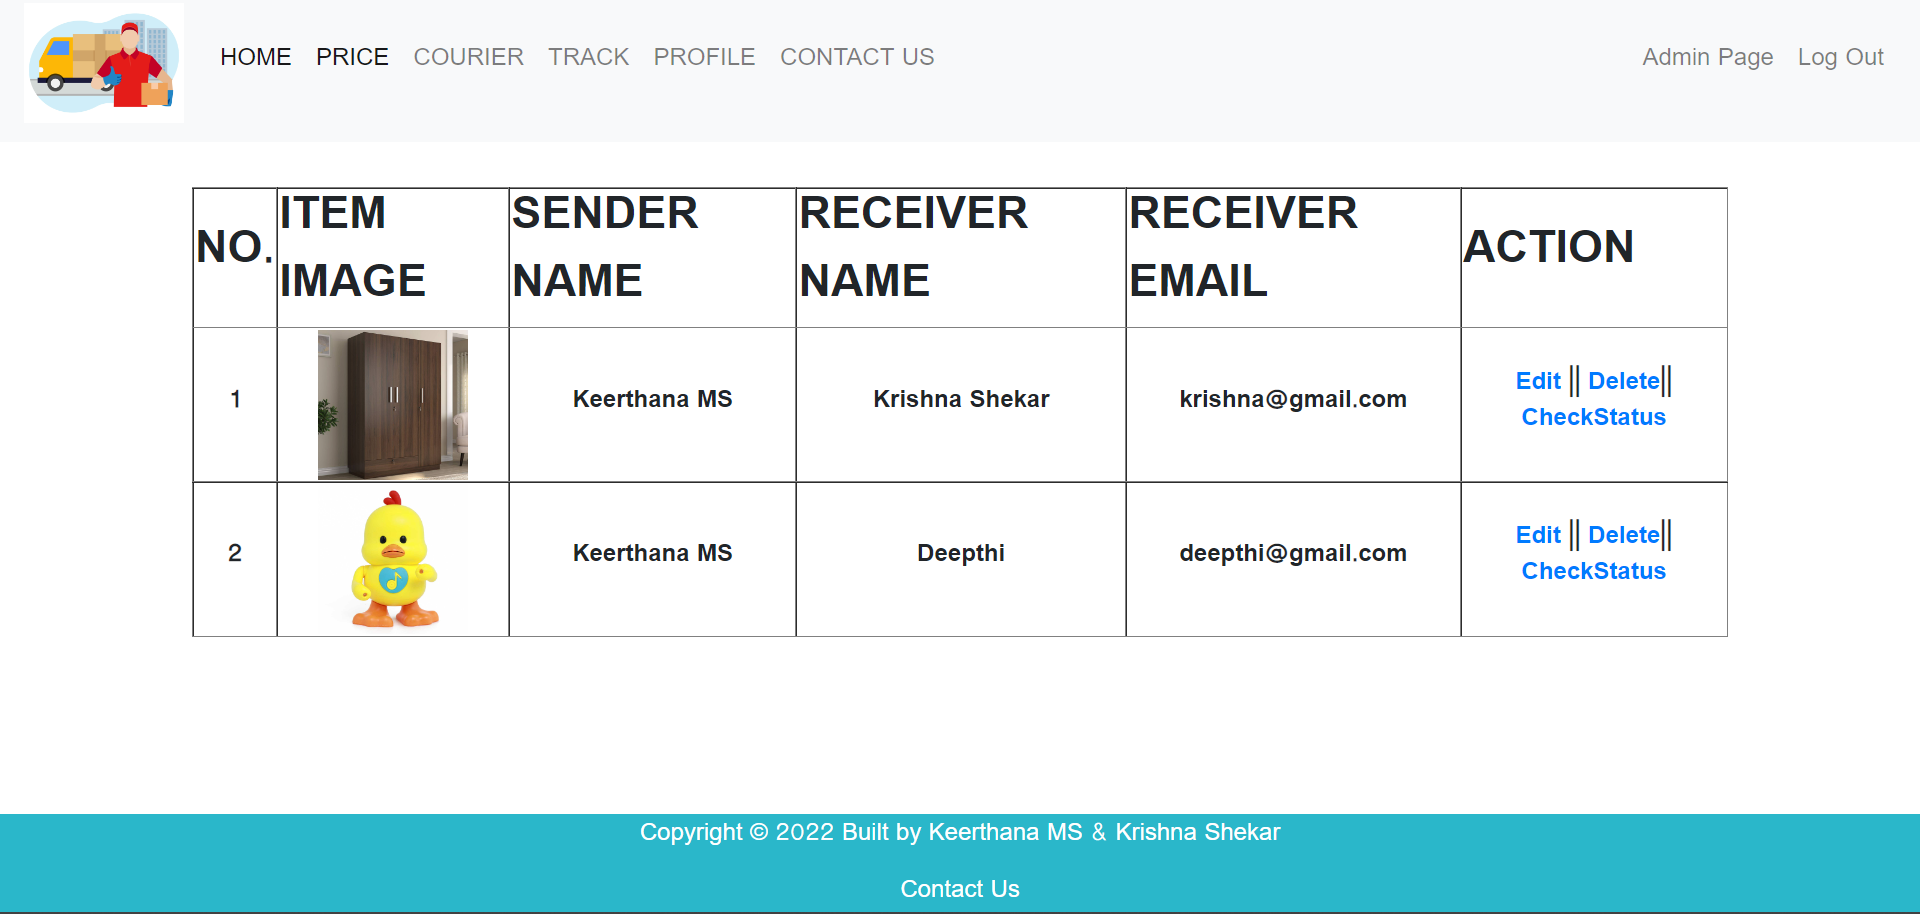 HOME PRICE COURIER TRACK PROFILE CONTACT US Admin Page Log Out
NO. ITEM IMAGE SENDER NAME RECEIVER NAME RECEIVER EMAIL ACTION
1 Keerthana MS Krishna Shekar krishna@gmail.com Edit || Delete||
CheckStatus
2 Keerthana MS Deepthi deepthi@gmail.com Edit || Delete||
CheckStatus
Copyright © 2022 Built by Keerthana MS & Krishna Shekar
Contact Us